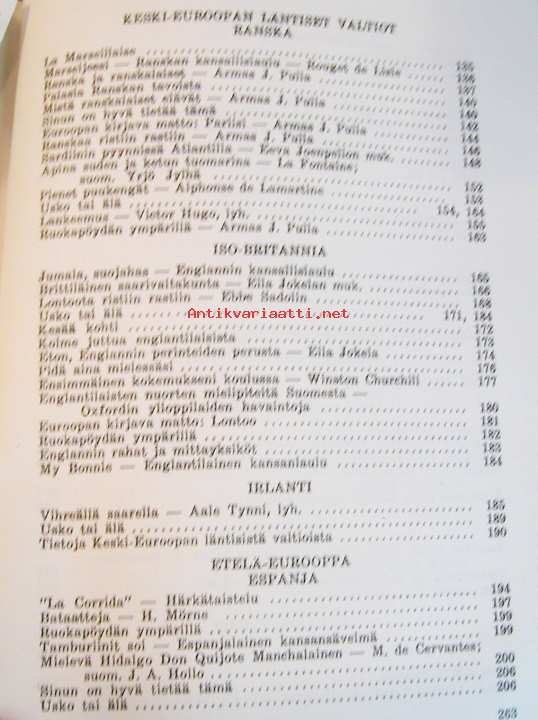 KESKI-EUROOPAN LÄNTISET VALTIOT
RANSKA
La Marseillaise
Marseljeesi — Ranskan kansallislaulu — Rouget de Lisle 135
Ranska ja ranskalaiset — Armas J. Pulla 136
Palasia Ranskan tavoista 137
Mistä ranskalaiset elävät — Armas J. Pulla 140
Sinun on hyvä tietää tämä 140
Euroopan kirjava matto: Pariisi — Armas J. Pulla 142
Ranskaa ristiin rastiin — Armas J. Pulla 144
Sardiinin pyynnissä Atlantilla — Eeva Joenpellon muk. 146
Apina suden ja ketun tuomarina — La Fontaine; 148
suom. Yrjö Jylhä
Pienet puukengät — Alphonse de Lamartine 152
Usko tai älä 153
Lankeemus — Victor Hugo, lyh. 154, 164
Ruokapöydän ympärillä — Armas J. Pulla 155
163
ISO-BRITANNIA
Jumala, suojahas — Englannin kansallislaulu 165
Brittiläinen saarivaltakunta — Eila Jokelan muk. 166
Lontoota ristiin rastiin — Ebbe Sadolin 168
Usko tai älä 171, 184
Antikvariaatti.net
Kesää kohti 172
Kolme juttua englantilaisista 173
Eton, Englannin perinteiden perusta — Eila Jokela 174
Pidä aina mielessäsi 176
Ensimmäinen kokemukseni koulussa — Winston Churchill 177
Englantilaisten nuorten mielipiteitä Suomesta —
Oxfordin ylioppilaiden havaintoja 180
Euroopan kirjava matto: Lontoo 181
Ruokapöydän ympärillä 182
Englannin rahat ja mittayksiköt 183
My Bonnie — Englantilainen kansanlaulu 184
IRLANTI
Vihreällä saarella — Aale Tynni, lyh. 185
Usko tai älä 189
Tietoja Keski-Euroopan läntisistä valtioista 190
ETELÄ-EUROOPPA
ESPANJA
"La Corrida" — Härkätaistelu 194
Bataatteja — H. Mörne 197
Ruokapöydän ympärillä 199
Tamburiinit soi — Espanjalainen kansansävelmä 199
Mielevä Hidalgo Don Quijote Manchalainen — M. de Cervantes;
suom. J. A. Hollo 200
Sinun on hyvä tietää tämä 206
Usko tai älä 206
263